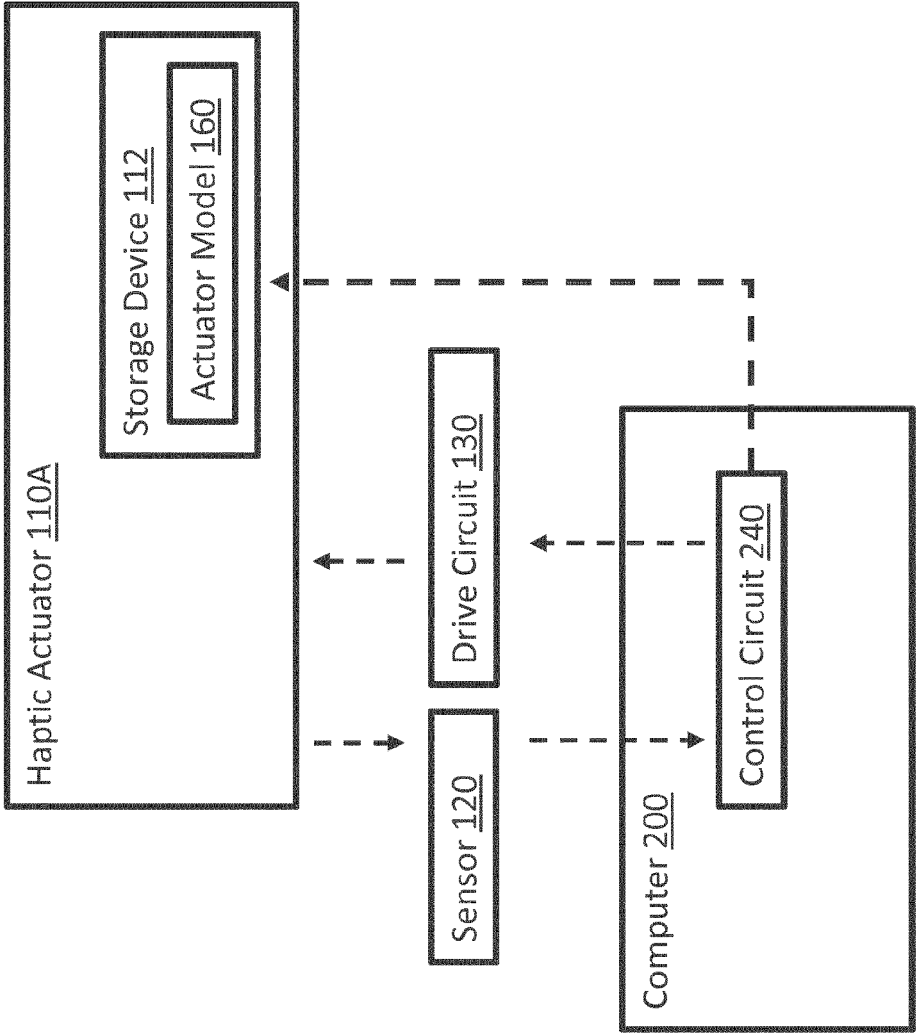 Haptic Actuator 110A
Storage Device 112
Actuator Model 160
Sensor 120
Drive Circuit 130
Computer 200
Control Circuit 240